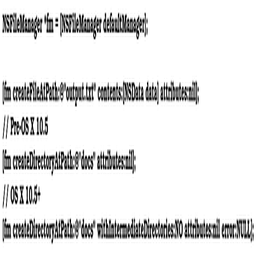 NSFileManager *fm = [NSFileManager defaultManager];
[fm createFileAtPath:@"output.txt" contents:[NSData data] attributes:nil];
// Pre-OS X 10.5
[fm createDirectoryAtPath:@"docs" attributes:nil];
// OS X 10.5+
[fm createDirectoryAtPath:@"docs" withIntermediateDirectories:NO attributes:nil error:NULL];